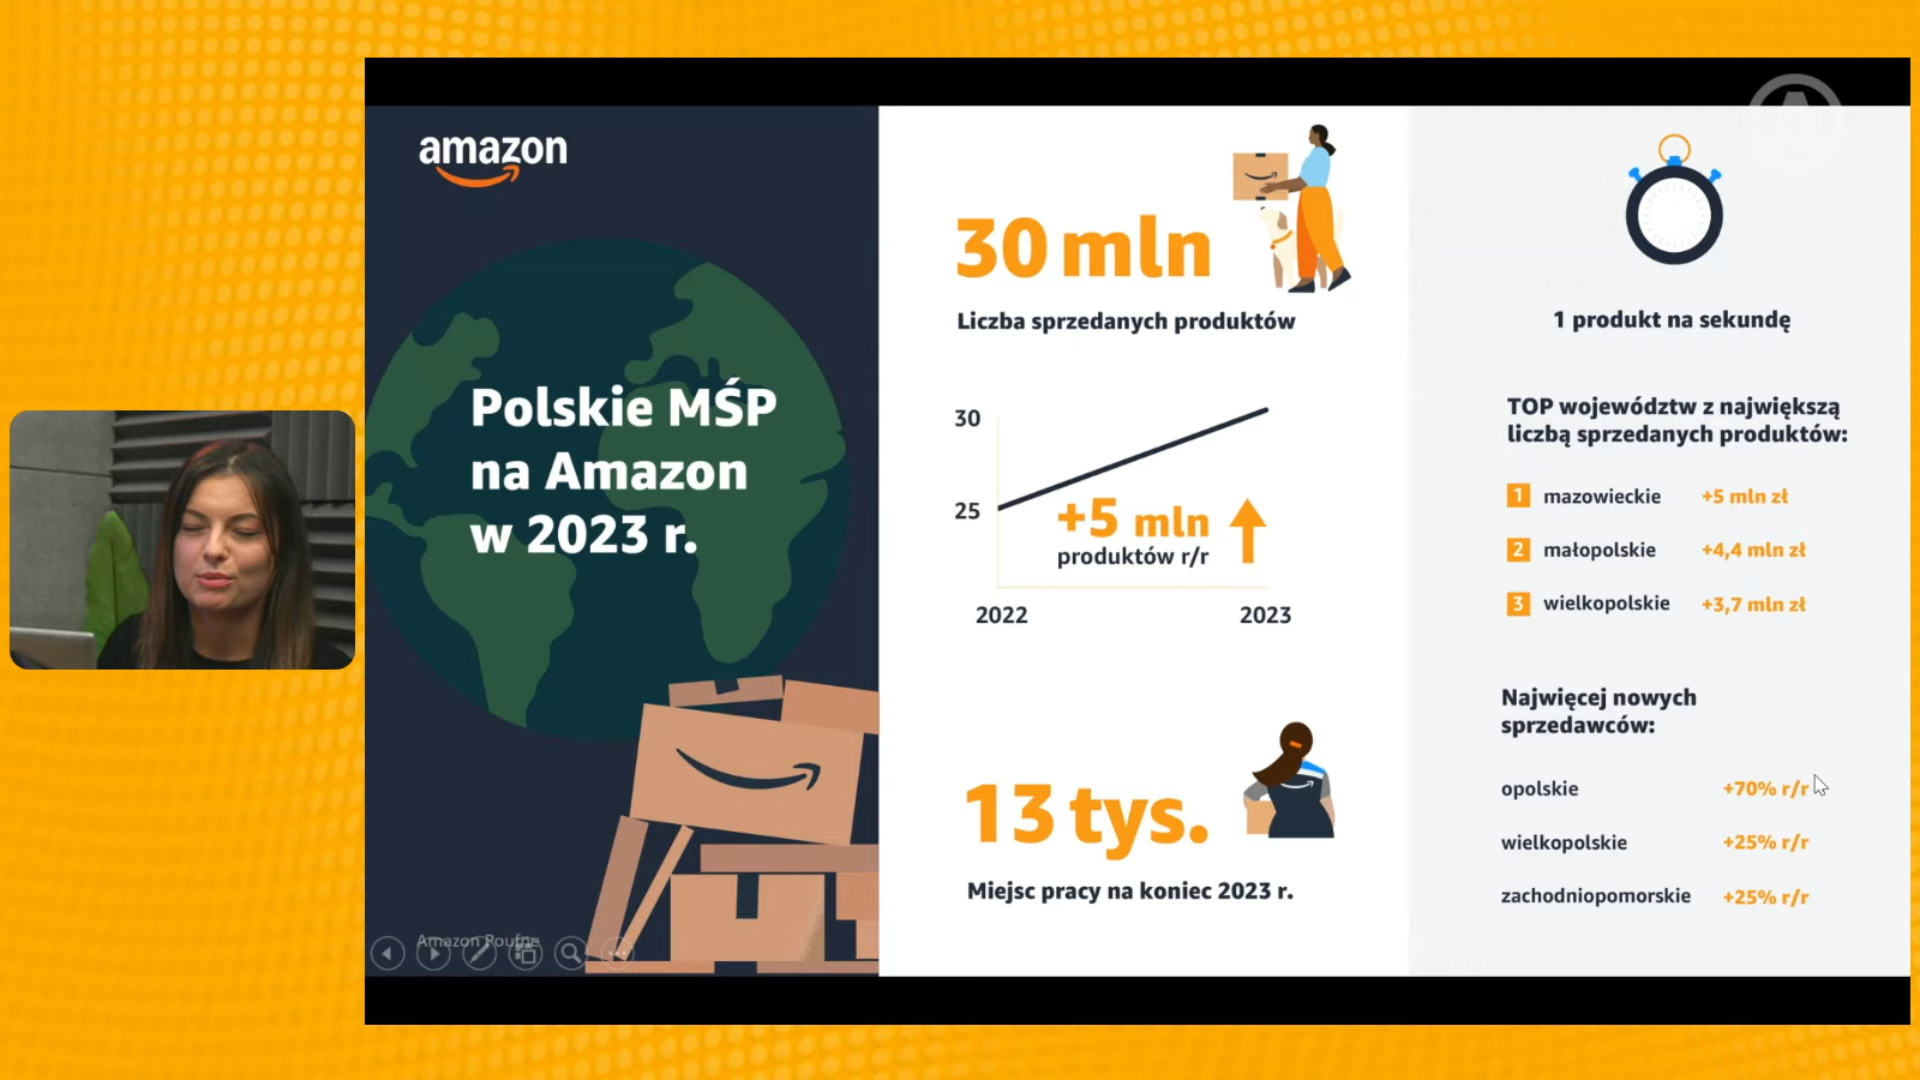 amazon
Polskie MŚP
na Amazon
w 2023 r.
Amazon Poufne
30 mln
Liczba sprzedanych produktów
30
25
+5 mln
produktów r/r
2022
2023
13 tys.
Miejsc pracy na koniec 2023 r.
1 produkt na sekundę
TOP województw z największą
liczbą sprzedanych produktów:
1 mazowieckie +5 mln zł
2 małopolskie +4,4 mln zł
3 wielkopolskie +3,7 mln zł
Najwięcej nowych
sprzedawców:
opolskie +70% r/r
wielkopolskie +25% r/r
zachodniopomorskie +25% r/r